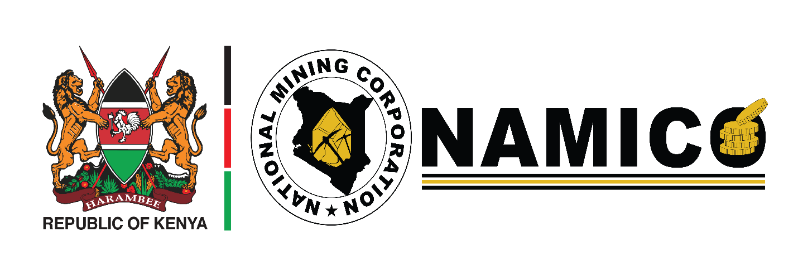 HARAMBEE
REPUBLIC OF KENYA
NATIONAL MINING CORPORATION ★
NAMICO